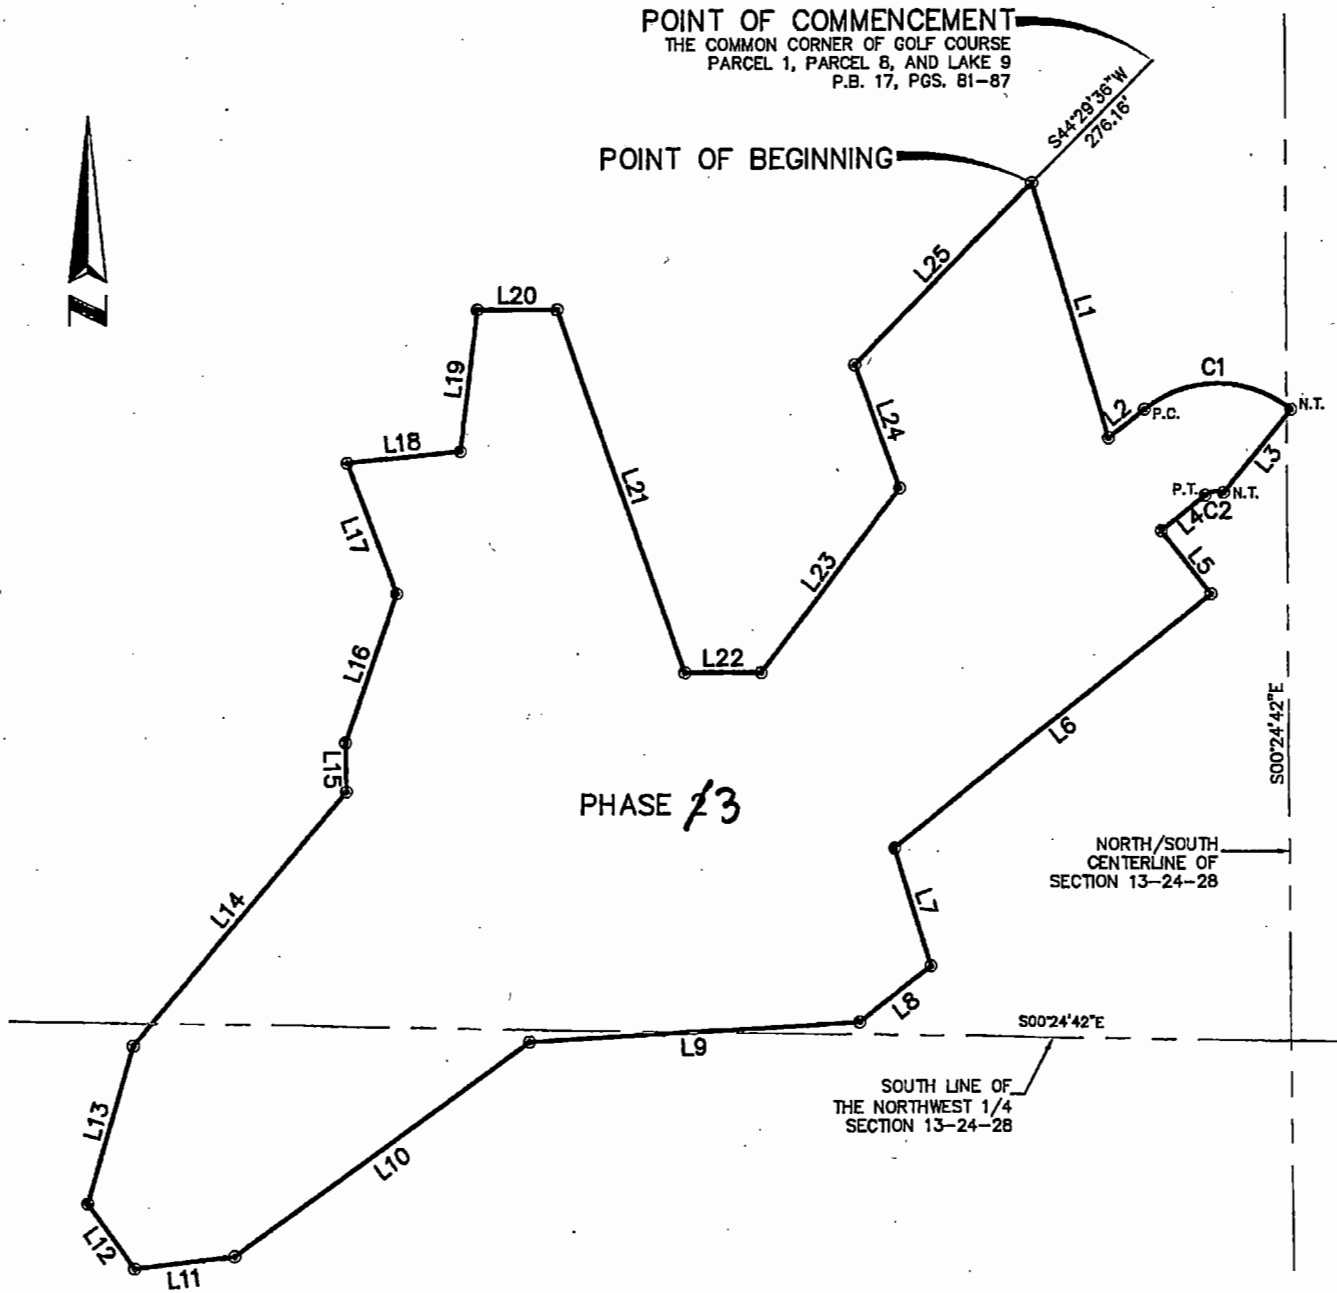 POINT OF COMMENCEMENT
THE COMMON CORNER OF GOLF COURSE
PARCEL 1, PARCEL 8, AND LAKE 9
P.B. 17, PGS. 81-87
S44°29'36"W
276.16'
POINT OF BEGINNING
N
L25
L1
L20
C1
L19
L2
P.C.
N.T.
L24
L18
L3
L21
P.T.
N.T.
L4
C2
L17
L23
L5
L16
L22
L6
S00°24'42"E
L15
PHASE 23
NORTH/SOUTH
CENTERLINE OF
SECTION 13-24-28
L14
L7
L8
S00°24'42"E
L9
SOUTH LINE OF
THE NORTHWEST 1/4
SECTION 13-24-28
L13
L10
L12
L11